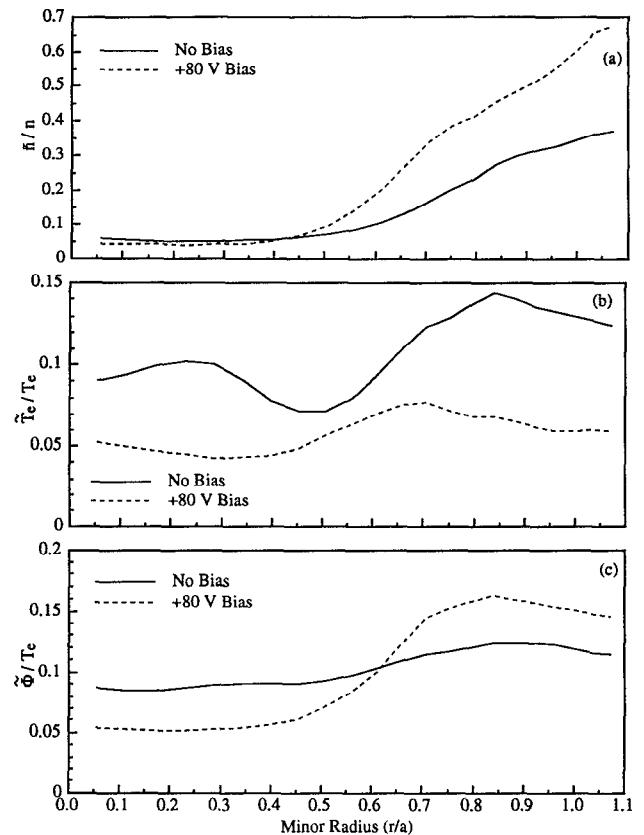 0.7
0.6
0.5
0.4
0.3
0.2
0.1
0
ñ / n
No Bias
+80 V Bias
(a)
0.15
0.1
0.05
0
T̃e / Te
(b)
No Bias
+80 V Bias
0.2
0.15
0.1
0.05
0
Φ̃ / Te
No Bias
+80 V Bias
(c)
0.0 0.1 0.2 0.3 0.4 0.5 0.6 0.7 0.8 0.9 1.0 1.1
Minor Radius (r/a)